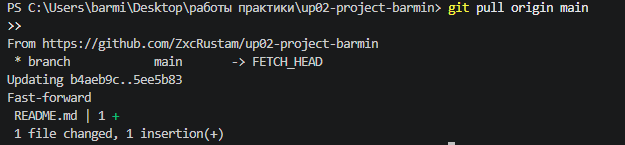 PS C:\Users\barmi\Desktop\работы практики\up02-project-barmin> git pull origin main
>>
From https://github.com/ZxcRustam/up02-project-barmin
 * branch            main       -> FETCH_HEAD
Updating b4aeb9c..5ee5b83
Fast-forward
 README.md | 1 +
 1 file changed, 1 insertion(+)